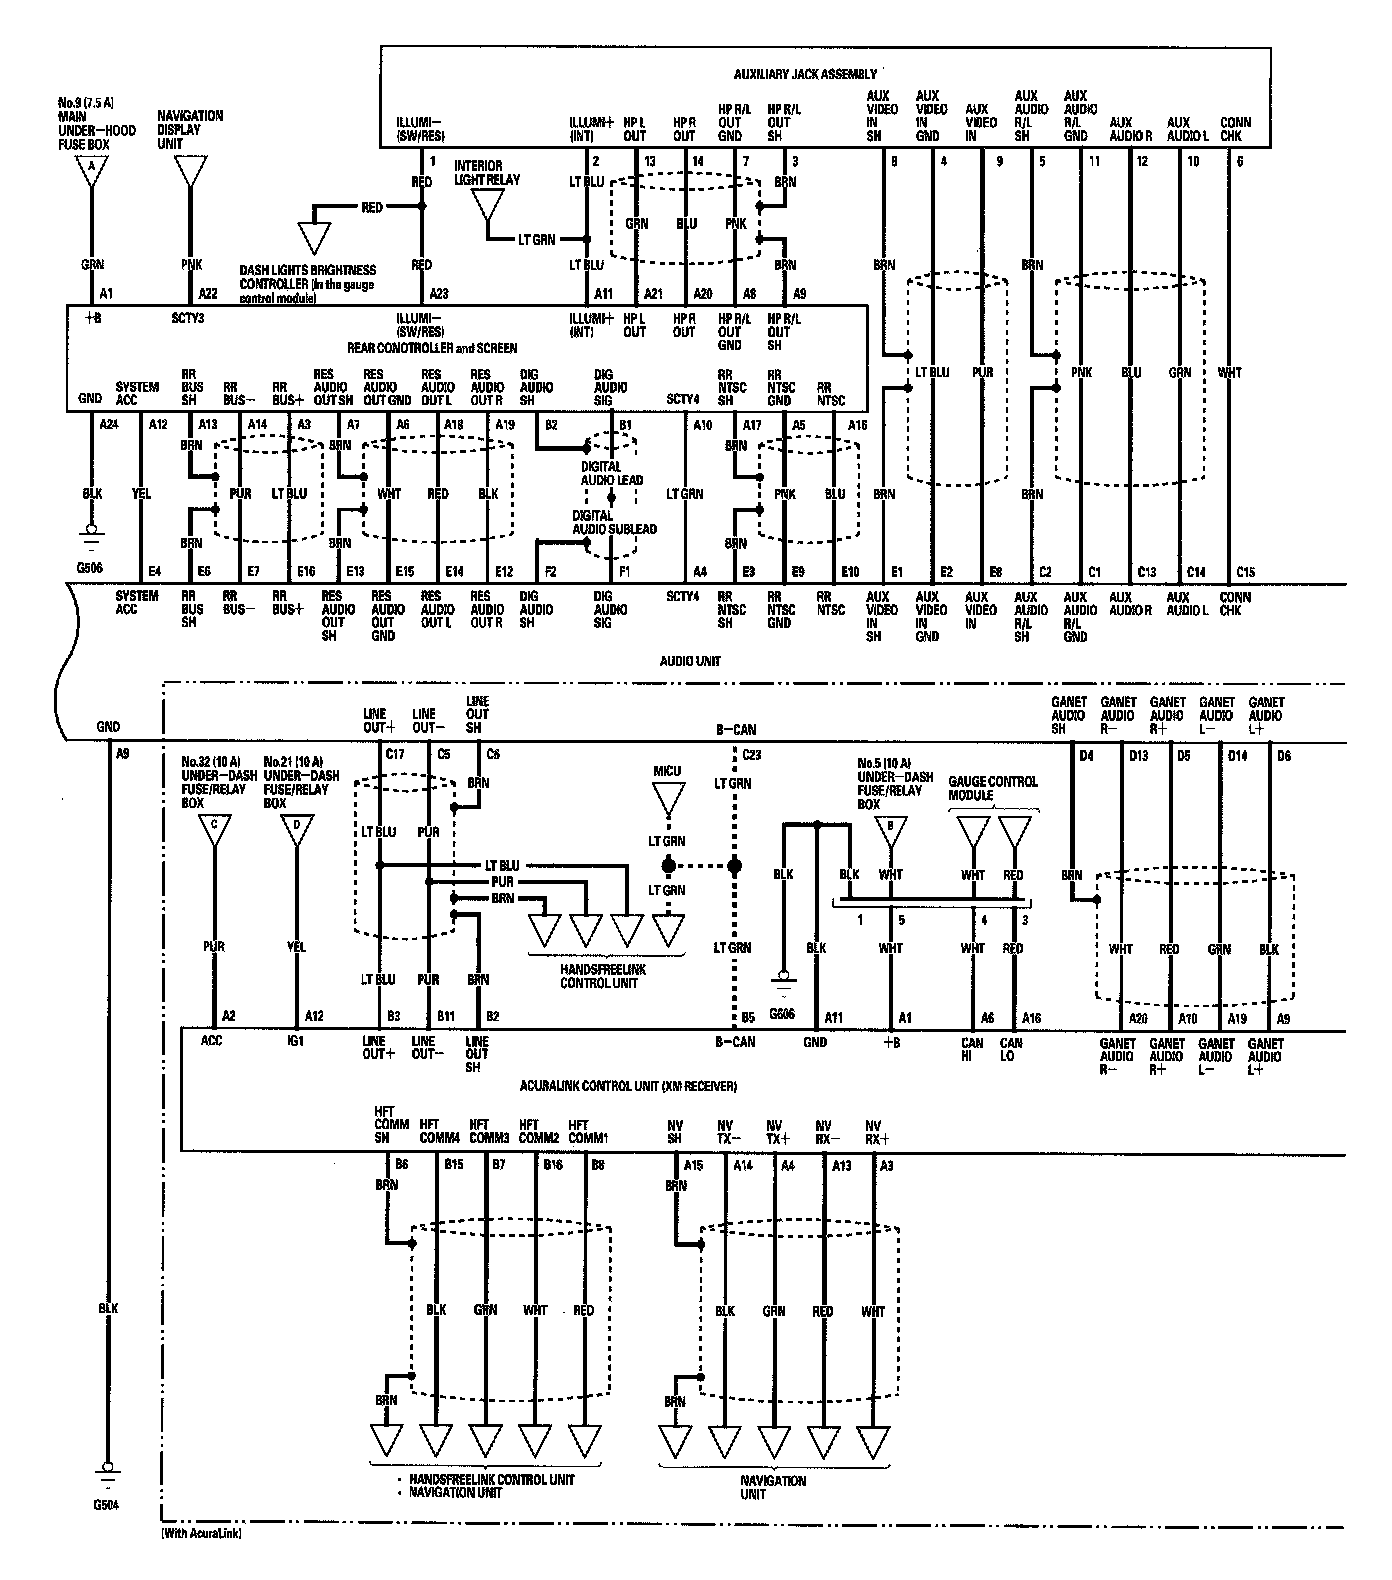 AUXILIARY JACK ASSEMBLY
No.9 (7.5 A)
MAIN
UNDER-HOOD
FUSE BOX
A
NAVIGATION
DISPLAY
UNIT
ILLUMI-
(SW/RES)
ILLUMI+
(INT)
HP L
OUT
HP R
OUT
HP R/L
OUT
GND
HP R/L
OUT
SH
AUX
VIDEO
IN
SH
AUX
VIDEO
IN
GND
AUX
VIDEO
IN
AUX
AUDIO
R/L
SH
AUX
AUDIO
R/L
GND
AUX
AUDIO R
AUX
AUDIO L
CONN
CHK
1 2 13 14 7 3 8 4 9 5 11 12 10 6
INTERIOR
LIGHT RELAY
RED LT BLU BRN
RED
GRN BLU PNK
LT GRN
GRN PNK RED LT BLU BRN BRN BRN
DASH LIGHTS BRIGHTNESS
CONTROLLER (In the gauge
control module)
A1 A22 A23 A11 A21 A20 A8 A9
+B SCTY3
ILLUMI-
(SW/RES)
ILLUMI+
(INT)
HP L
OUT
HP R
OUT
HP R/L
OUT
GND
HP R/L
OUT
SH
REAR CONOTROLLER and SCREEN
LT BLU PUR PNK BLU GRN WHT
GND
SYSTEM
ACC
RR
BUS
SH
RR
BUS-
RR
BUS+
RES
AUDIO
OUT SH
RES
AUDIO
OUT GND
RES
AUDIO
OUT L
RES
AUDIO
OUT R
DIG
AUDIO
SH
DIG
AUDIO
SIG
SCTY4
RR
NTSC
SH
RR
NTSC
GND
RR
NTSC
A24 A12 A13 A14 A3 A7 A6 A18 A19 B2 B1 A10 A17 A5 A16
BRN BRN BRN
DIGITAL
AUDIO LEAD
BLK YEL PUR LT BLU WHT RED BLK LT GRN PNK BLU BRN BRN
DIGITAL
AUDIO SUBLEAD
BRN BRN BRN
G506
E4 E6 E7 E16 E13 E15 E14 E12 F2 F1 A4 E3 E9 E10 E1 E2 E8 C2 C1 C13 C14 C15
SYSTEM
ACC
RR
BUS
SH
RR
BUS-
RR
BUS+
RES
AUDIO
OUT
SH
RES
AUDIO
OUT
GND
RES
AUDIO
OUT L
RES
AUDIO
OUT R
DIG
AUDIO
SH
DIG
AUDIO
SIG
SCTY4
RR
NTSC
SH
RR
NTSC
GND
RR
NTSC
AUX
VIDEO
IN
SH
AUX
VIDEO
IN
GND
AUX
VIDEO
IN
AUX
AUDIO
R/L
SH
AUX
AUDIO
R/L
GND
AUX
AUDIO R
AUX
AUDIO L
CONN
CHK
AUDIO UNIT
GND
LINE
OUT+
LINE
OUT-
LINE
OUT
SH
B-CAN
GANET
AUDIO
SH
GANET
AUDIO
R-
GANET
AUDIO
R+
GANET
AUDIO
L-
GANET
AUDIO
L+
A9 C17 C5 C6 C23 D4 D13 D5 D14 D6
No.32 (10 A)
UNDER-DASH
FUSE/RELAY
BOX
C
No.21 (10 A)
UNDER-DASH
FUSE/RELAY
BOX
D
BRN
MICU
LT GRN
No.5 (10 A)
UNDER-DASH
FUSE/RELAY
BOX
B
GAUGE CONTROL
MODULE
LT BLU PUR LT GRN
LT BLU
PUR
BRN
LT GRN
BLK BLK WHT WHT RED BRN
1 5 4 3
PUR YEL LT GRN BLK WHT WHT RED WHT RED GRN BLK
HANDSFREELINK
CONTROL UNIT
LT BLU PUR BRN
G606
A2 A12 B3 B11 B2 B5 A11 A1 A6 A16 A20 A10 A19 A9
ACC IG1
LINE
OUT+
LINE
OUT-
LINE
OUT
SH
B-CAN
GND
+B
CAN
HI
CAN
LO
GANET
AUDIO
R-
GANET
AUDIO
R+
GANET
AUDIO
L-
GANET
AUDIO
L+
ACURALINK CONTROL UNIT (XM RECEIVER)
HFT
COMM
SH
HFT
COMM4
HFT
COMM3
HFT
COMM2
HFT
COMM1
NV
SH
NV
TX-
NV
TX+
NV
RX-
NV
RX+
B6 B15 B7 B16 B8 A15 A14 A4 A13 A3
BRN BRN
BLK
BLK GRN WHT RED BLK GRN RED WHT
BRN BRN
· HANDSFREELINK CONTROL UNIT
· NAVIGATION UNIT
NAVIGATION
UNIT
G504
(With AcuraLink)